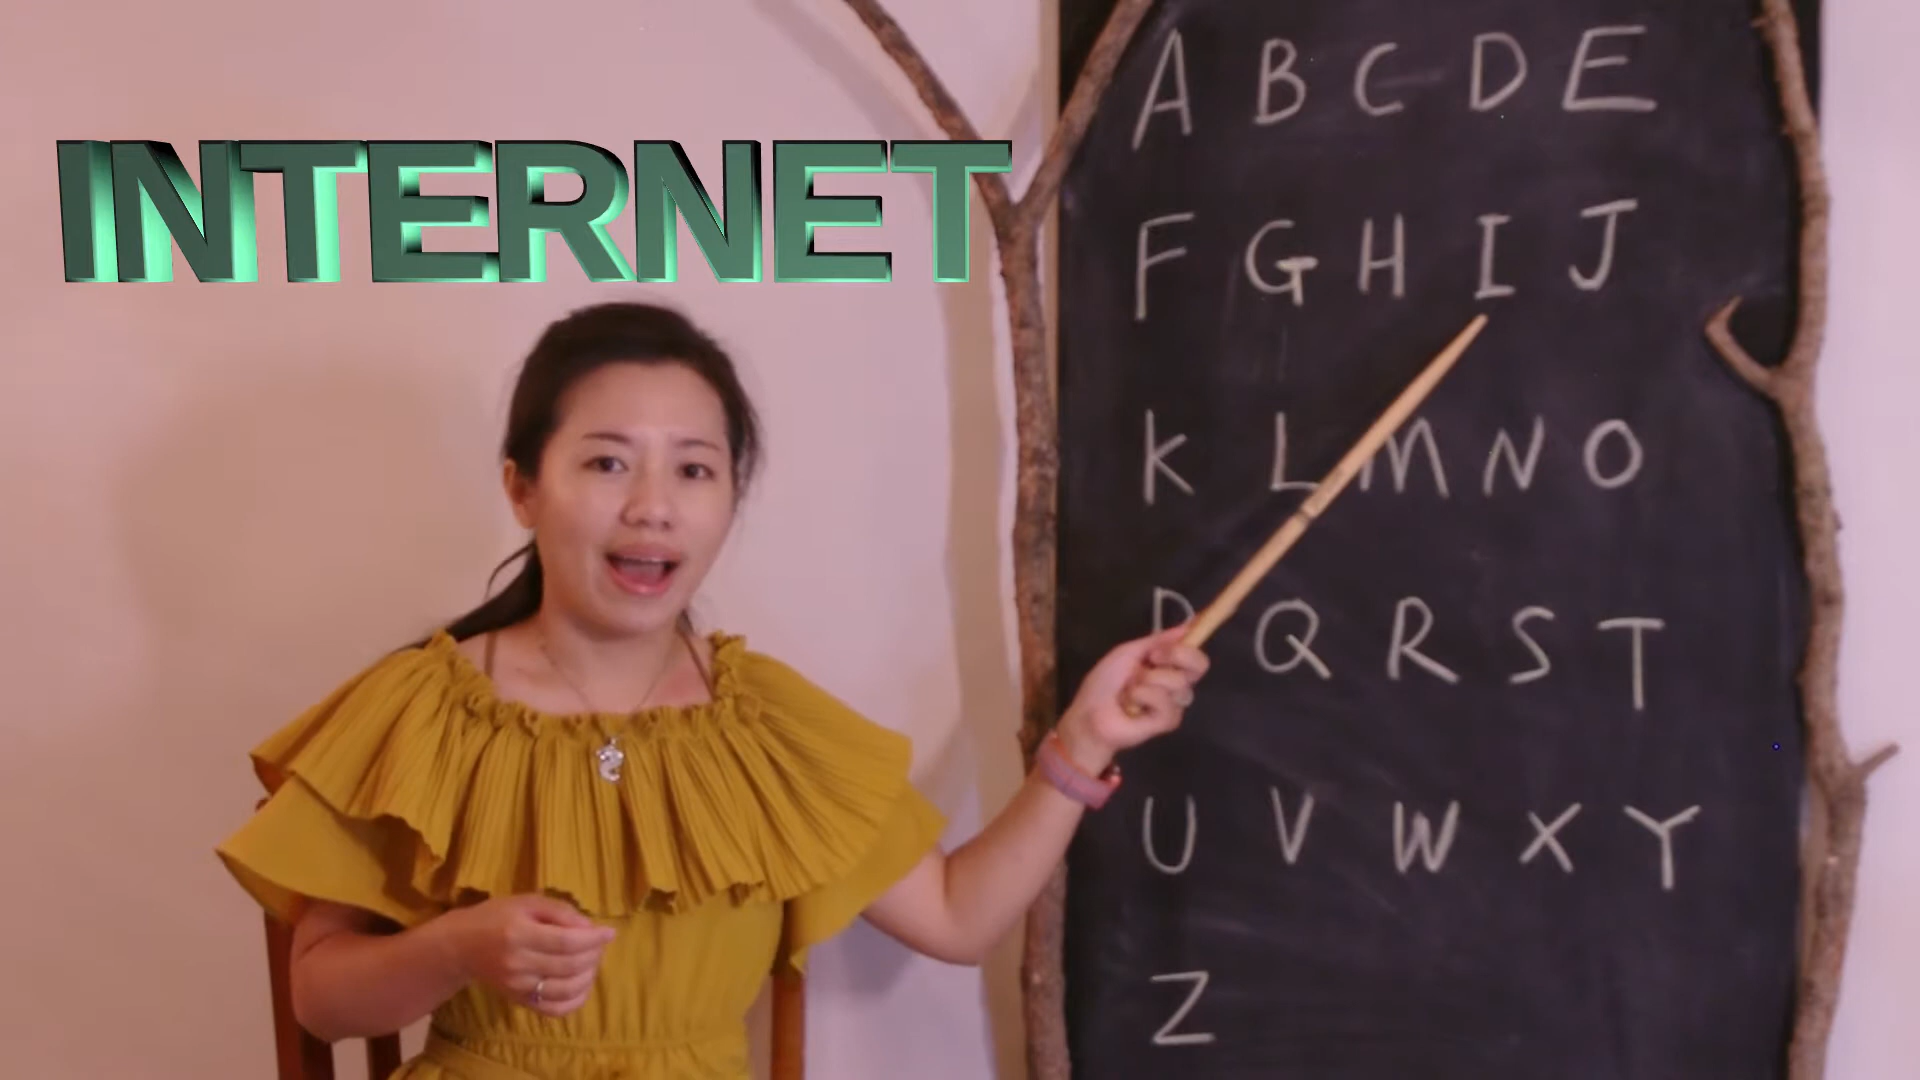 INTERNET
A B C D E
F G H I J
K L M N O
P Q R S T
U V W X Y
Z